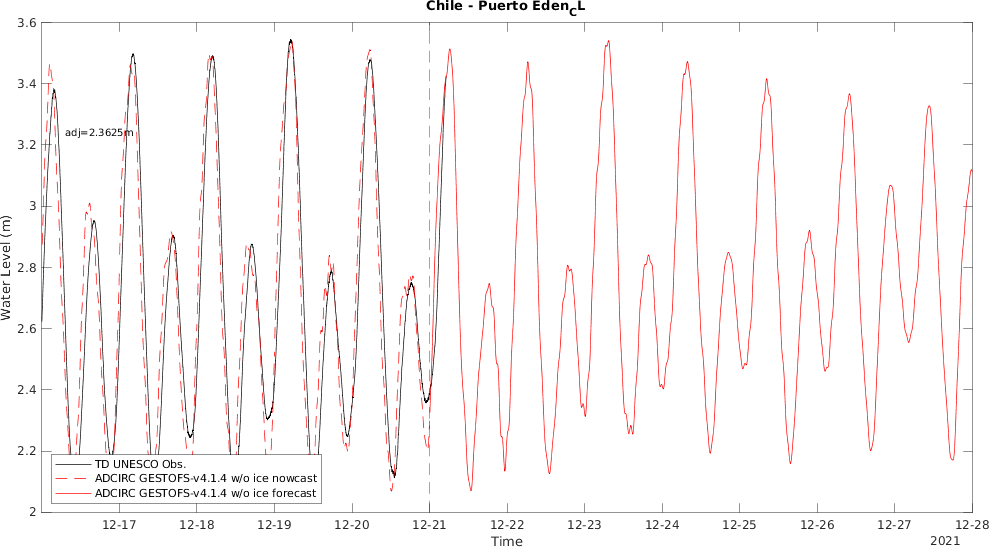 Chile - Puerto Eden_CL
3.6
3.4
3.2
3
2.8
2.6
2.4
2.2
2
Water Level (m)
adj=2.3625m
TD UNESCO Obs.
ADCIRC GESTOFS-v4.1.4 w/o ice nowcast
ADCIRC GESTOFS-v4.1.4 w/o ice forecast
12-17 12-18 12-19 12-20 12-21 12-22 12-23 12-24 12-25 12-26 12-27 12-28
Time
2021